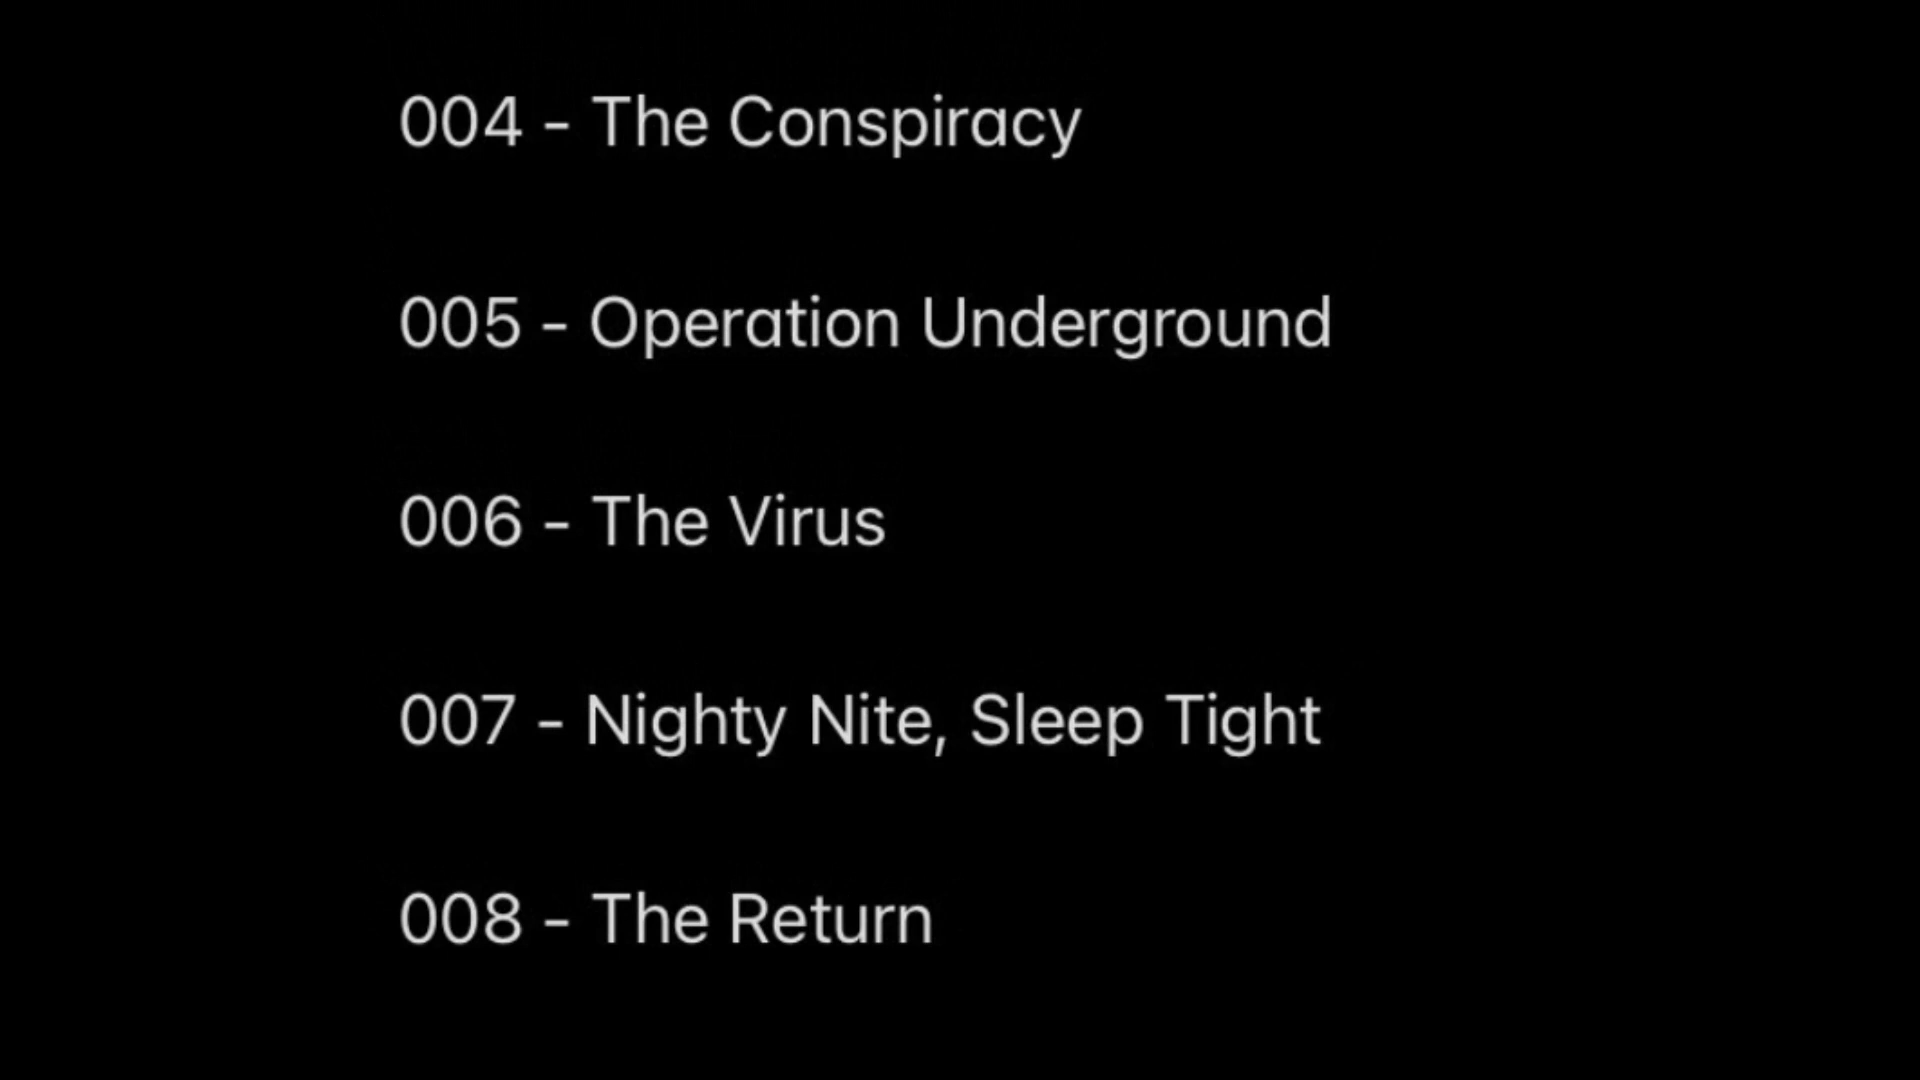 004 - The Conspiracy
005 - Operation Underground
006 - The Virus
007 - Nighty Nite, Sleep Tight
008 - The Return